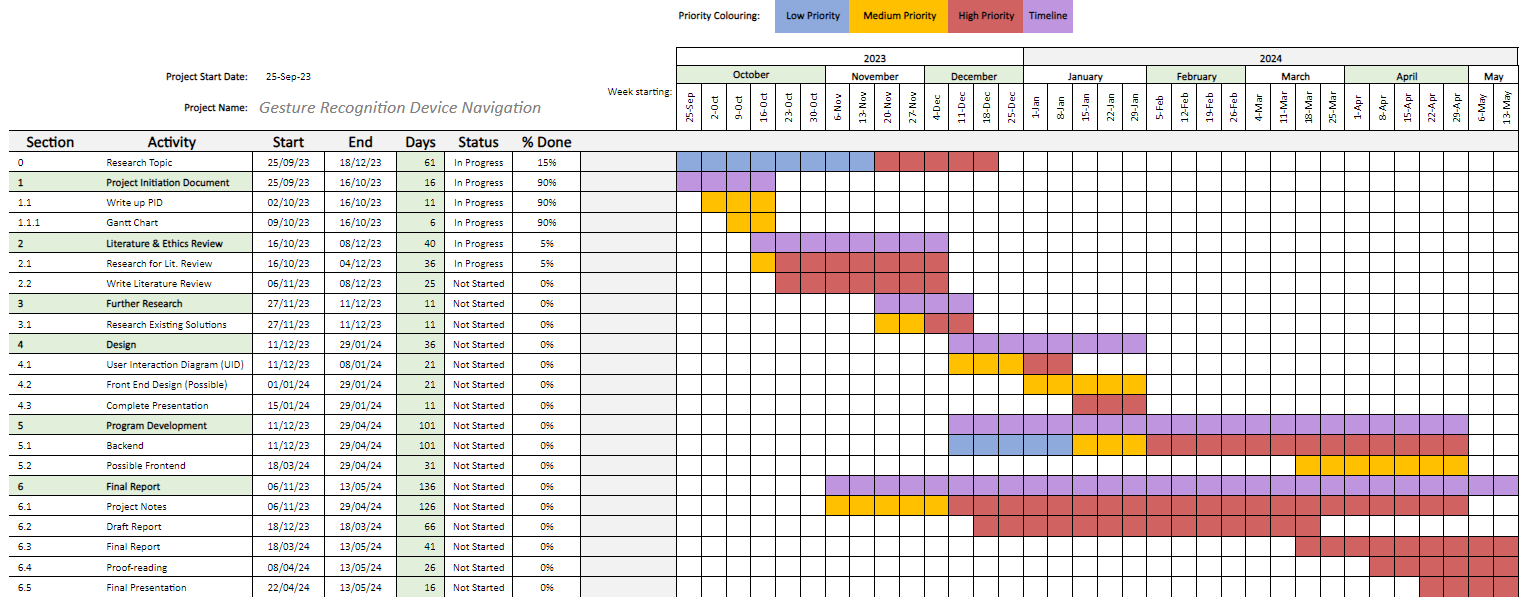 Priority Colouring: Low Priority Medium Priority High Priority Timeline
2023 2024
Project Start Date: 25-Sep-23
October November December January February March April May
Week starting:
25-Sep 2-Oct 9-Oct 16-Oct 23-Oct 30-Oct 6-Nov 13-Nov 20-Nov 27-Nov 4-Dec 11-Dec 18-Dec 25-Dec 1-Jan 8-Jan 15-Jan 22-Jan 29-Jan 5-Feb 12-Feb 19-Feb 26-Feb 4-Mar 11-Mar 18-Mar 25-Mar 1-Apr 8-Apr 15-Apr 22-Apr 29-Apr 6-May 13-May
Project Name: Gesture Recognition Device Navigation
Section Activity Start End Days Status % Done
0 Research Topic 25/09/23 18/12/23 61 In Progress 15%
1 Project Initiation Document 25/09/23 16/10/23 16 In Progress 90%
1.1 Write up PID 02/10/23 16/10/23 11 In Progress 90%
1.1.1 Gantt Chart 09/10/23 16/10/23 6 In Progress 90%
2 Literature & Ethics Review 16/10/23 08/12/23 40 In Progress 5%
2.1 Research for Lit. Review 16/10/23 04/12/23 36 In Progress 5%
2.2 Write Literature Review 06/11/23 08/12/23 25 Not Started 0%
3 Further Research 27/11/23 11/12/23 11 Not Started 0%
3.1 Research Existing Solutions 27/11/23 11/12/23 11 Not Started 0%
4 Design 11/12/23 29/01/24 36 Not Started 0%
4.1 User Interaction Diagram (UID) 11/12/23 08/01/24 21 Not Started 0%
4.2 Front End Design (Possible) 01/01/24 29/01/24 21 Not Started 0%
4.3 Complete Presentation 15/01/24 29/01/24 11 Not Started 0%
5 Program Development 11/12/23 29/04/24 101 Not Started 0%
5.1 Backend 11/12/23 29/04/24 101 Not Started 0%
5.2 Possible Frontend 18/03/24 29/04/24 31 Not Started 0%
6 Final Report 06/11/23 13/05/24 136 Not Started 0%
6.1 Project Notes 06/11/23 29/04/24 126 Not Started 0%
6.2 Draft Report 18/12/23 18/03/24 66 Not Started 0%
6.3 Final Report 18/03/24 13/05/24 41 Not Started 0%
6.4 Proof-reading 08/04/24 13/05/24 26 Not Started 0%
6.5 Final Presentation 22/04/24 13/05/24 16 Not Started 0%